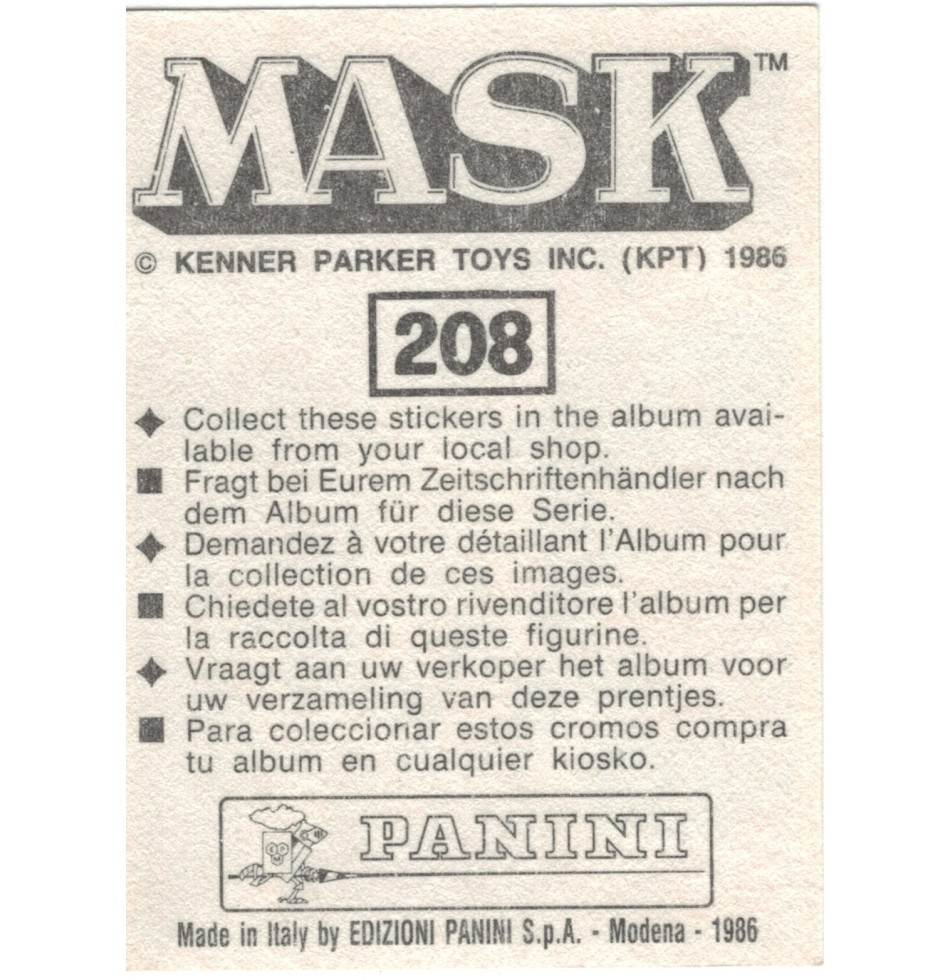 MASK™
© KENNER PARKER TOYS INC. (KPT) 1986
208
◆ Collect these stickers in the album avai-
lable from your local shop.
■ Fragt bei Eurem Zeitschriftenhändler nach
dem Album für diese Serie.
◆ Demandez à votre détaillant l'Album pour
la collection de ces images.
■ Chiedete al vostro rivenditore l'album per
la raccolta di queste figurine.
◆ Vraagt aan uw verkoper het album voor
uw verzameling van deze prentjes.
■ Para coleccionar estos cromos compra
tu album en cualquier kiosko.
PANINI
Made in Italy by EDIZIONI PANINI S.p.A. - Modena - 1986